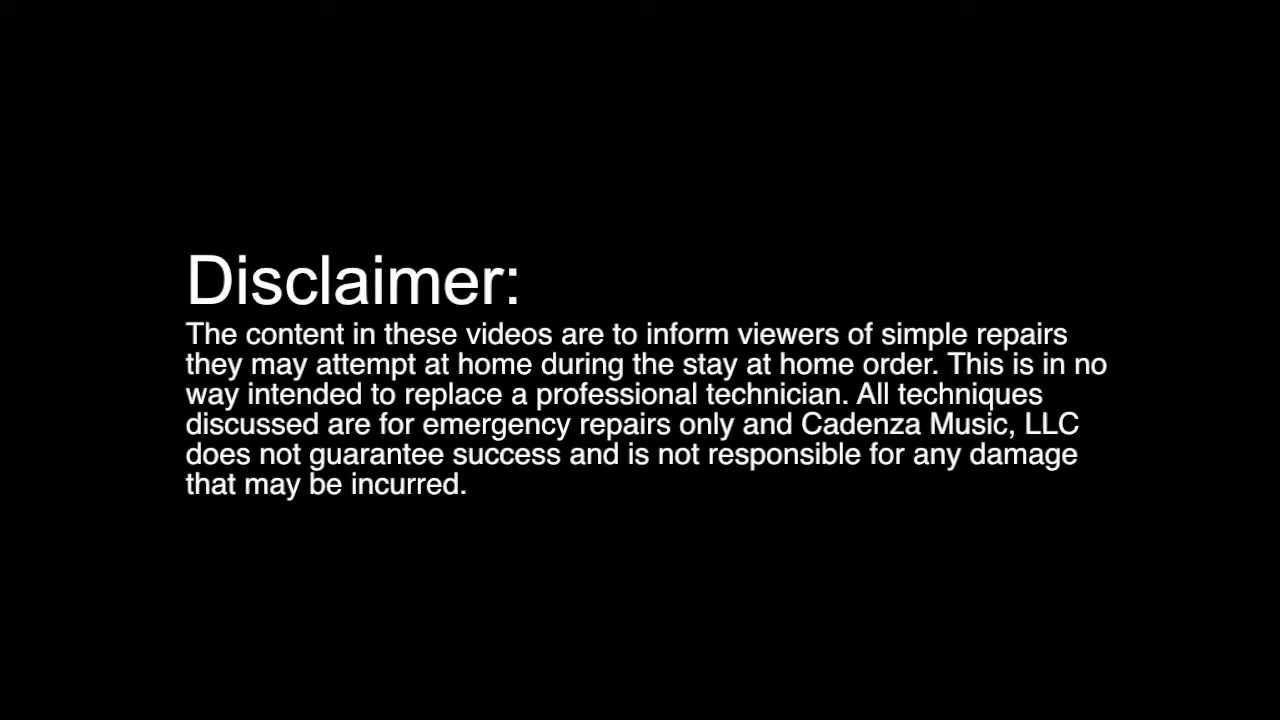 Disclaimer:
The content in these videos are to inform viewers of simple repairs
they may attempt at home during the stay at home order. This is in no
way intended to replace a professional technician. All techniques
discussed are for emergency repairs only and Cadenza Music, LLC
does not guarantee success and is not responsible for any damage
that may be incurred.